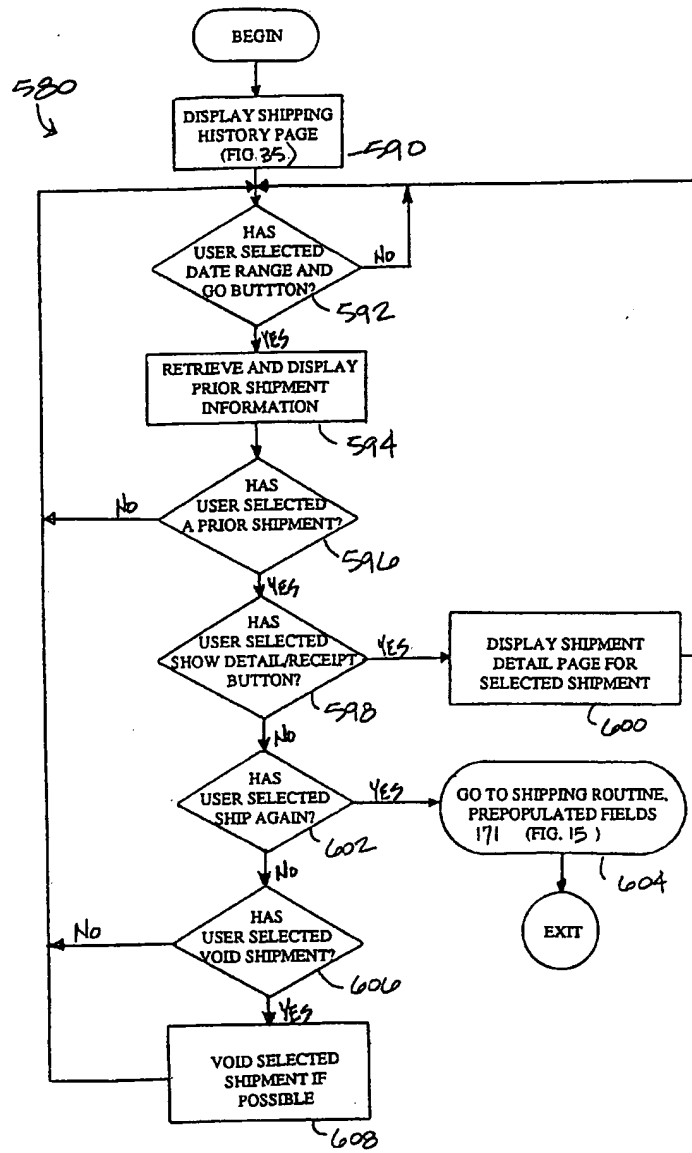 BEGIN
580
DISPLAY SHIPPING
HISTORY PAGE
(FIG. 35.)
590
HAS
USER SELECTED
DATE RANGE AND
GO BUTTTON?
NO
592
YES
RETRIEVE AND DISPLAY
PRIOR SHIPMENT
INFORMATION
594
HAS
USER SELECTED
A PRIOR SHIPMENT?
NO
596
YES
HAS
USER SELECTED
SHOW DETAIL/RECEIPT
BUTTON?
YES
598
DISPLAY SHIPMENT
DETAIL PAGE FOR
SELECTED SHIPMENT
600
NO
HAS
USER SELECTED
SHIP AGAIN?
YES
602
GO TO SHIPPING ROUTINE,
PREPOPULATED FIELDS
171 (FIG. 15)
604
NO
EXIT
HAS
USER SELECTED
VOID SHIPMENT?
NO
606
YES
VOID SELECTED
SHIPMENT IF
POSSIBLE
608